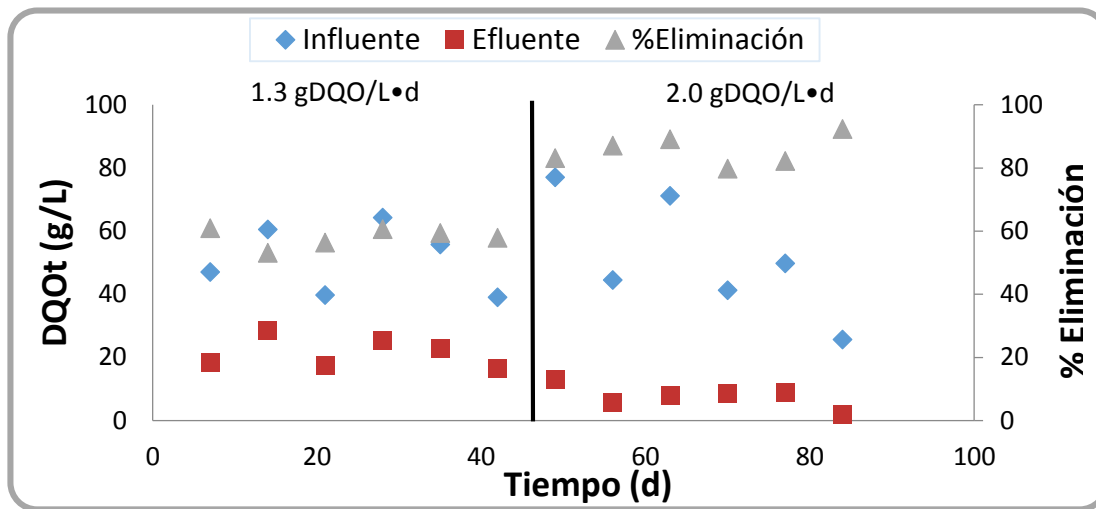 Influente Efluente %Eliminación
1.3 gDQO/L•d 2.0 gDQO/L•d
DQOt (g/L)
100
80
60
40
20
0
100
80
60
40
20
0
% Eliminación
0 20 40 60 80 100
Tiempo (d)